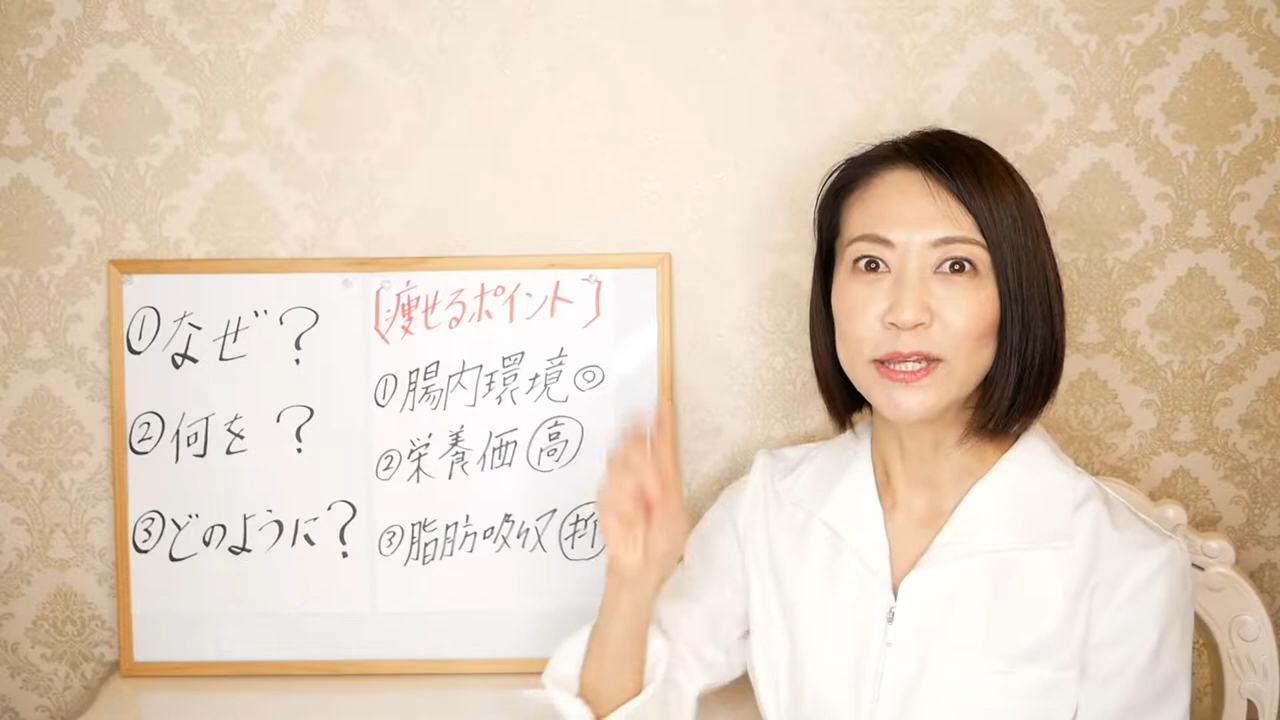 ①なぜ?
②何を?
③どのように?
[痩せるポイント]
①腸内環境◎
②栄養価高
③脂肪吸収